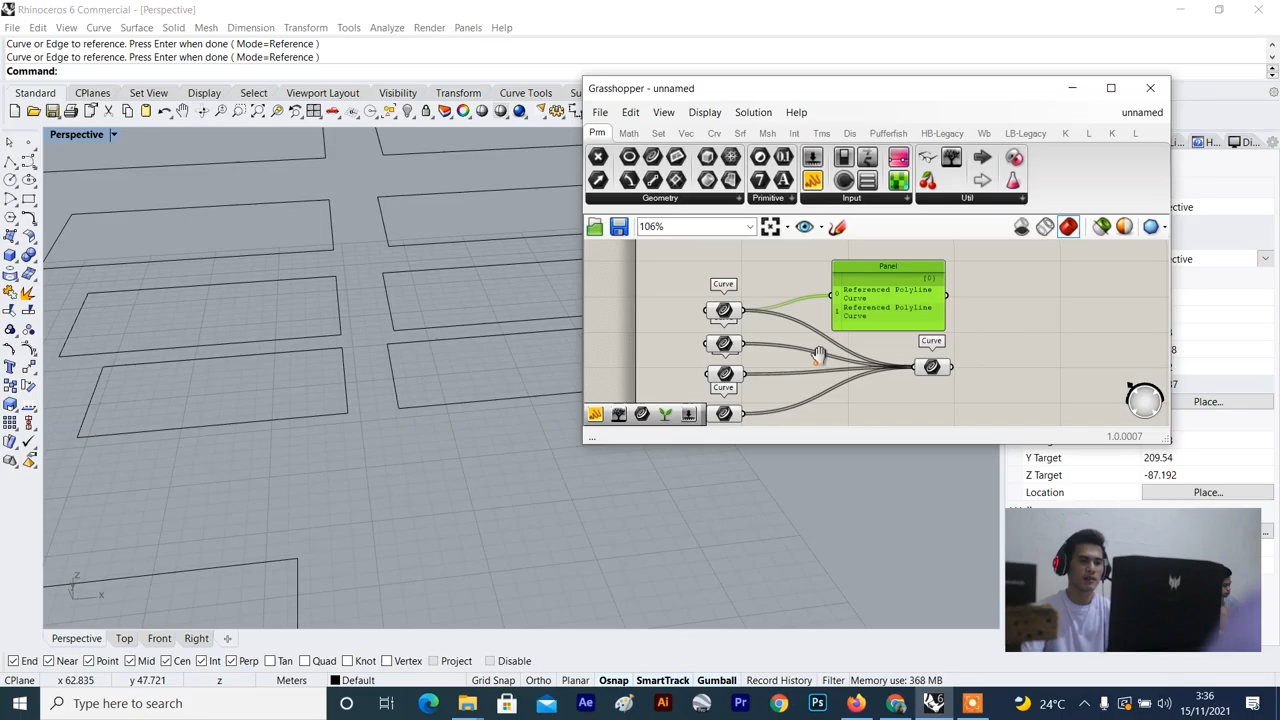 Rhinoceros 6 Commercial - [Perspective]
File Edit View Curve Surface Solid Mesh Dimension Transform Tools Analyze Render Panels Help
Curve or Edge to reference. Press Enter when done ( Mode=Reference )
Curve or Edge to reference. Press Enter when done ( Mode=Reference )
Command:
Standard CPlanes Set View Display Select Viewport Layout Visibility Transform Curve Tools
Perspective
Grasshopper - unnamed
File Edit View Display Solution Help unnamed
Prm Math Set Vec Crv Srf Msh Int Trns Dis Pufferfish HB-Legacy Wb LB-Legacy K L K L
Geometry Primitive Input Util
106%
Panel
{0}
0 Referenced Polyline
Curve
1 Referenced Polyline
Curve
Curve
Curve
Curve
...
1.0.0007
Place...
Y Target 209.54
Z Target -87.192
Location Place...
z
x
Perspective Top Front Right
End Near Point Mid Cen Int Perp Tan Quad Knot Vertex Project Disable
CPlane x 62.835 y 47.721 z Meters Default Grid Snap Ortho Planar Osnap SmartTrack Gumball Record History Filter Memory use: 368 MB
Type here to search
24°C
3:36
15/11/2021